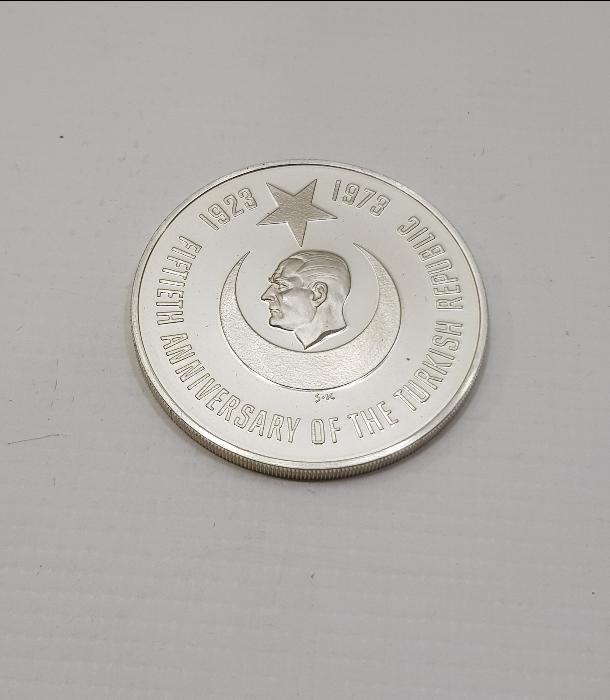 1923 1973
FIFTIETH ANNIVERSARY OF THE TURKISH REPUBLIC
S·K